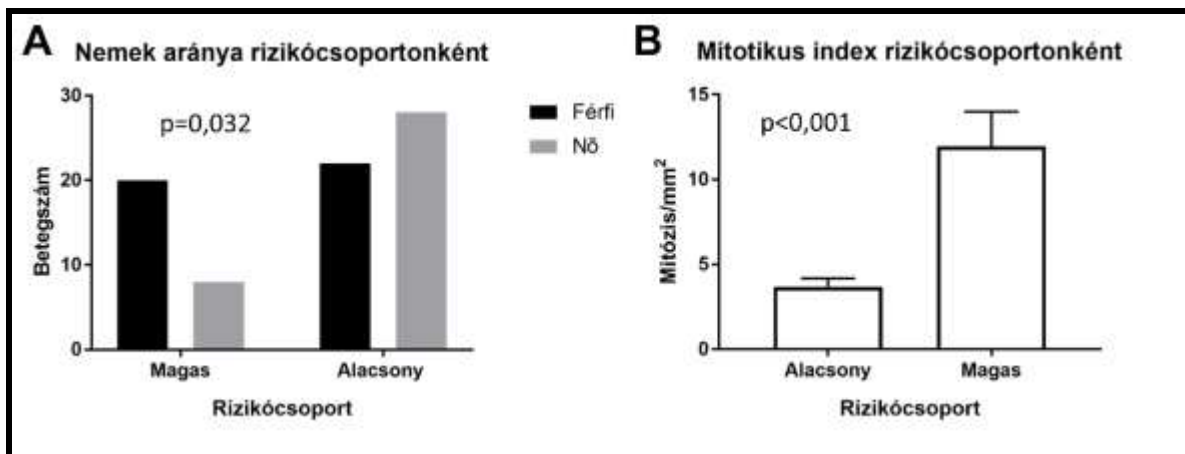 A
Nemek aránya rizikócsoportonként
30
20
10
0
Betegszám
p=0,032
Férfi
Nő
Magas
Alacsony
Rizikócsoport
B
Mitotikus index rizikócsoportonként
15
10
5
0
Mitózis/mm²
p<0,001
Alacsony
Magas
Rizikócsoport